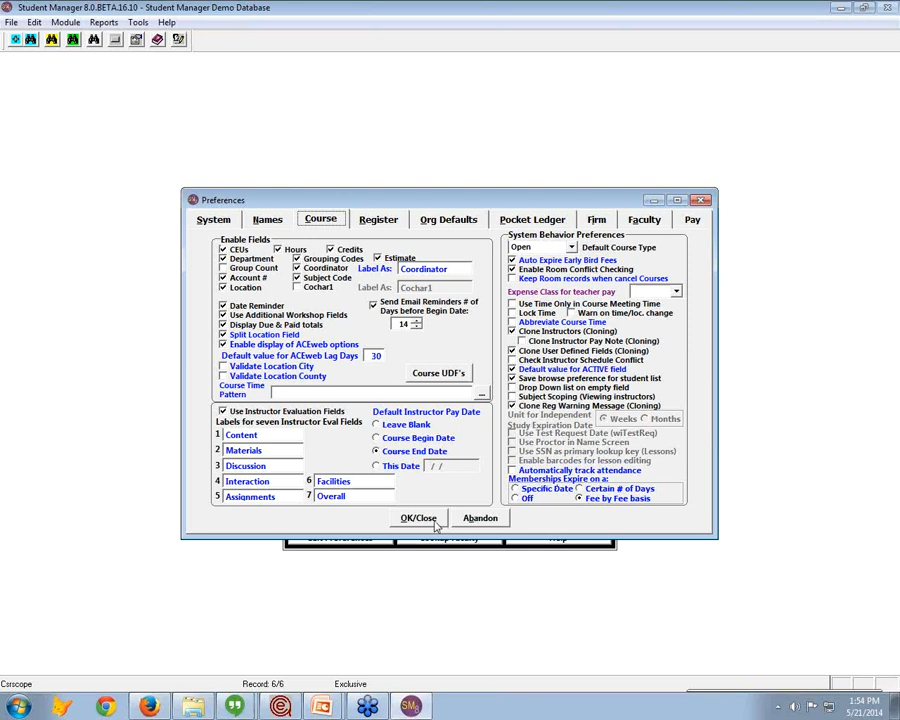 Student Manager 8.0.BETA.16.10 - Student Manager Demo Database
File Edit Module Reports Tools Help
Preferences
System Names Course Register Org Defaults Pocket Ledger Firm Faculty Pay
Enable Fields
CEUs Hours Credits
Department Grouping Codes Estimate
Group Count Coordinator Label As: Coordinator
Account # Subject Code
Location Cochar1 Label As: Cochar1
Date Reminder
Use Additional Workshop Fields
Display Due & Paid totals
Split Location Field
Enable display of ACEweb options
Default value for ACEweb Lag Days 30
Validate Location City
Validate Location County
Course Time
Pattern
...
Send Email Reminders # of
Days before Begin Date:
14
Course UDF's
Use Instructor Evaluation Fields
Labels for seven Instructor Eval Fields
1 Content
2 Materials
3 Discussion
4 Interaction
5 Assignments
6 Facilities
7 Overall
Default Instructor Pay Date
Leave Blank
Course Begin Date
Course End Date
This Date / /
System Behavior Preferences
Open Default Course Type
Auto Expire Early Bird Fees
Enable Room Conflict Checking
Keep Room records when cancel Courses
Expense Class for teacher pay
Use Time Only in Course Meeting Time
Lock Time Warn on time/loc. change
Abbreviate Course Time
Clone Instructors (Cloning)
Clone Instructor Pay Note (Cloning)
Clone User Defined Fields (Cloning)
Check Instructor Schedule Conflict
Default value for ACTIVE field
Save browse preference for student list
Drop Down list on empty field
Subject Scoping (Viewing instructors)
Clone Reg Warning Message (Cloning)
Unit for Independent
Study Expiration Date
Weeks Months
Use Test Request Date (wiTestReq)
Use Proctor in Name Screen
Use SSN as primary lookup key (Lessons)
Enable barcodes for lesson editing
Automatically track attendance
Memberships Expire on a:
Specific Date Certain # of Days
Off Fee by Fee basis
OK/Close Abandon
Csrscope Record: 6/6 Exclusive
1:54 PM
5/21/2014